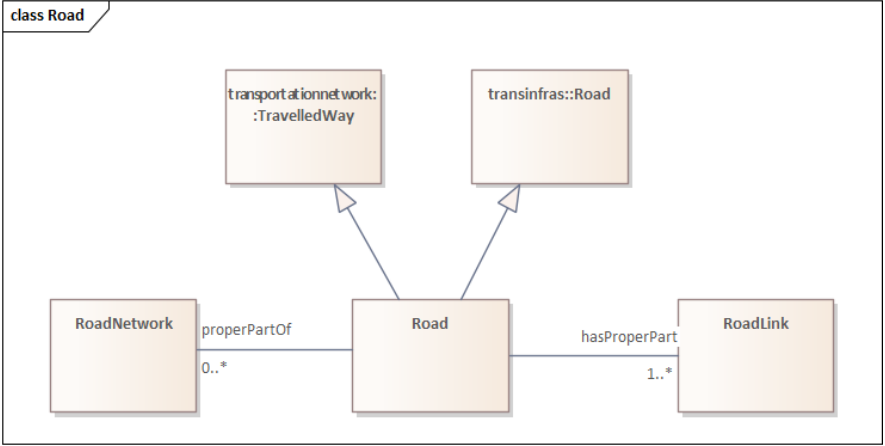 class Road
transportationnetwork:
:TravelledWay
transinfras::Road
RoadNetwork
properPartOf
0..*
Road
hasProperPart
1..*
RoadLink